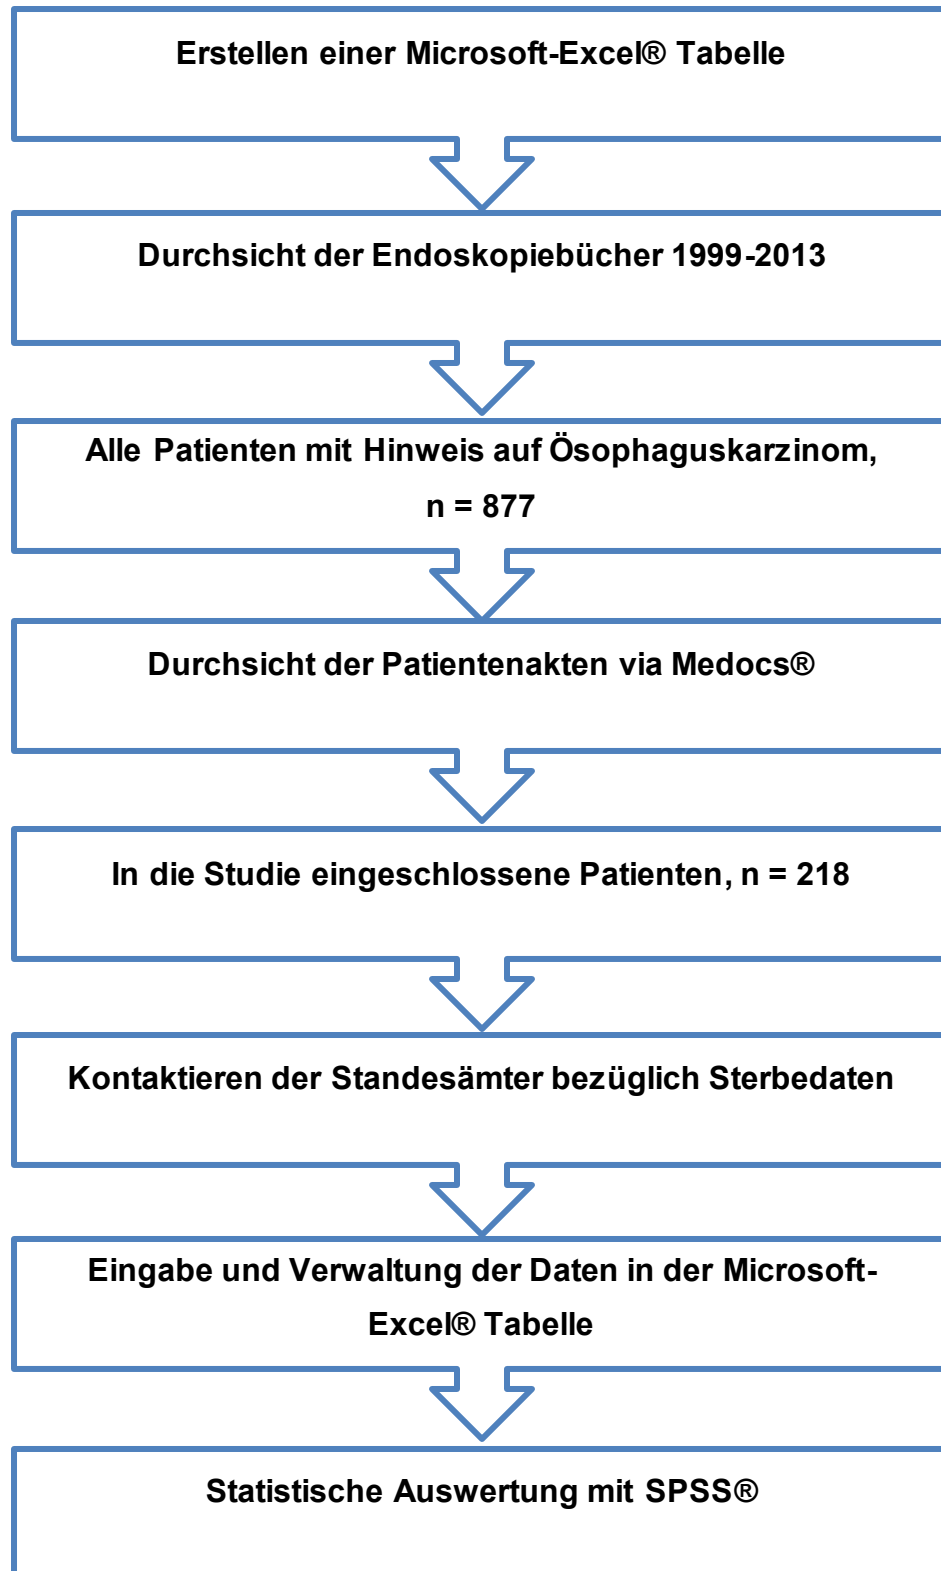 Erstellen einer Microsoft-Excel® Tabelle
Durchsicht der Endoskopiebücher 1999-2013
Alle Patienten mit Hinweis auf Ösophaguskarzinom,
n = 877
Durchsicht der Patientenakten via Medocs®
In die Studie eingeschlossene Patienten, n = 218
Kontaktieren der Standesämter bezüglich Sterbedaten
Eingabe und Verwaltung der Daten in der Microsoft-
Excel® Tabelle
Statistische Auswertung mit SPSS®